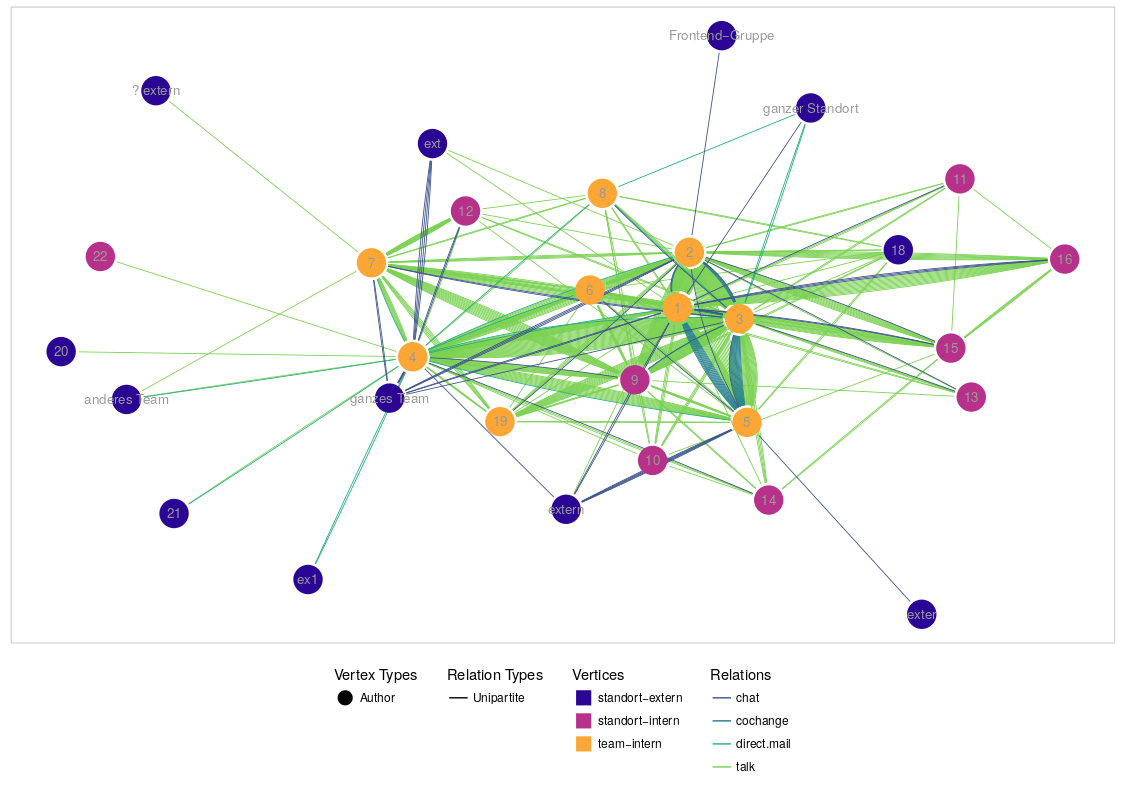 Frontend−Gruppe
? extern
ganzer Standort
ext
11
8
12
18
2
22
16
7
6
1
3
15
20
4
9
13
anderes Team
ganzes Team
19
5
10
14
extern
21
ex1
exter
Vertex Types
Author
Relation Types
Unipartite
Vertices
standort−extern
standort−intern
team−intern
Relations
chat
cochange
direct.mail
talk